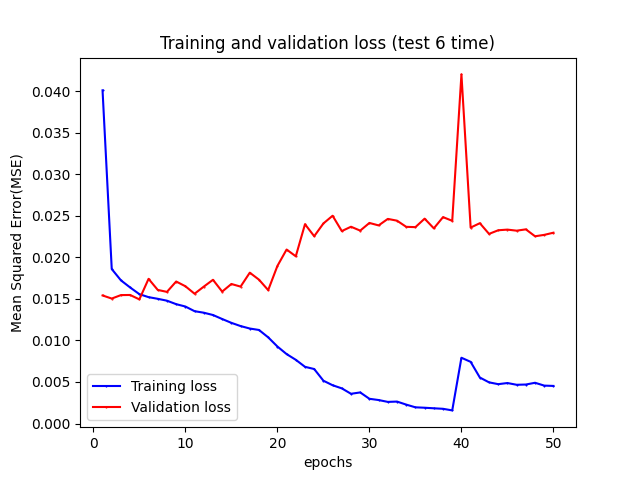 Training and validation loss (test 6 time)
Mean Squared Error(MSE)
0.040
0.035
0.030
0.025
0.020
0.015
0.010
0.005
0.000
Training loss
Validation loss
0 10 20 30 40 50
epochs